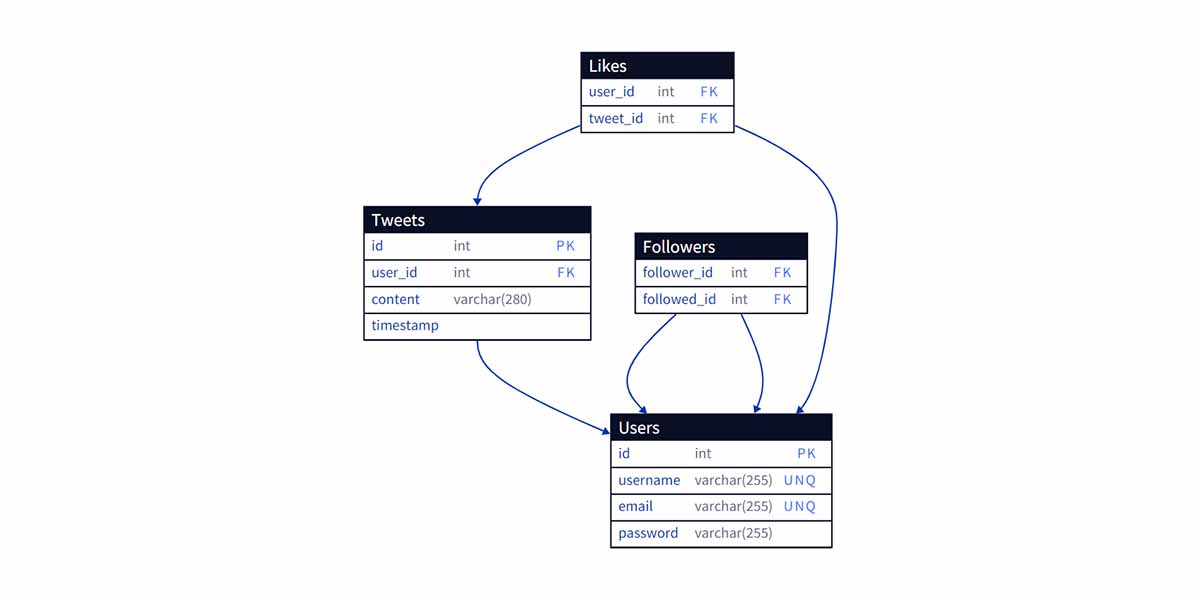 Likes
user_id int FK
tweet_id int FK
Tweets
id int PK
user_id int FK
content varchar(280)
timestamp
Followers
follower_id int FK
followed_id int FK
Users
id int PK
username varchar(255) UNQ
email varchar(255) UNQ
password varchar(255)